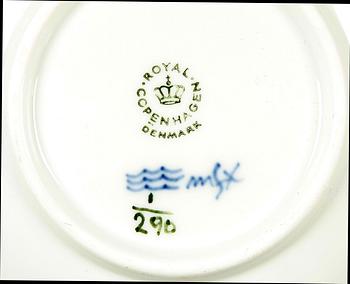 ROYAL
COPENHAGEN
DENMARK
1
290